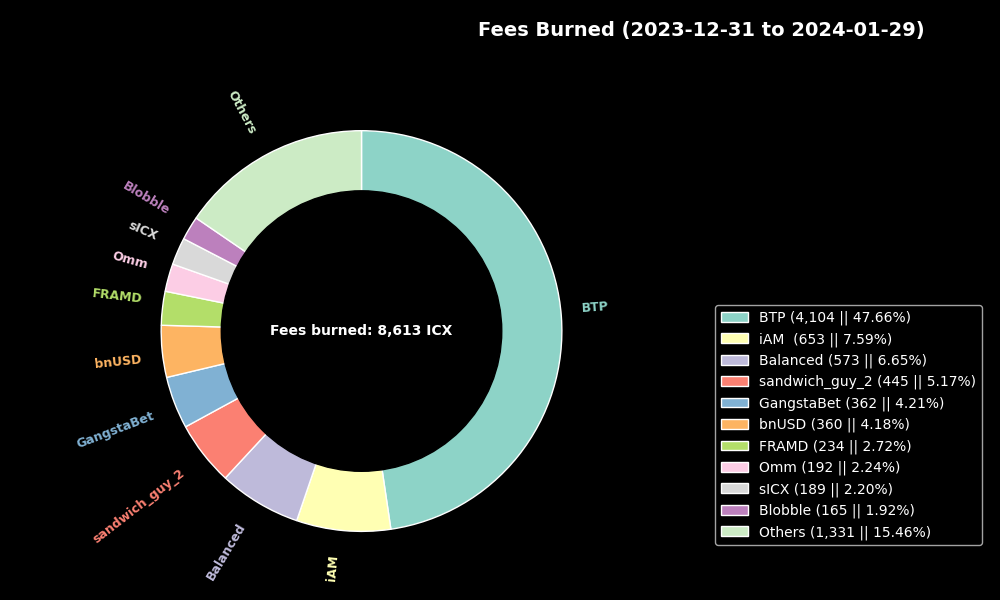 Fees Burned (2023-12-31 to 2024-01-29)
Others
Blobble
sICX
Omm
FRAMD
bnUSD
GangstaBet
sandwich_guy_2
Balanced
iAM
BTP
Fees burned: 8,613 ICX
BTP (4,104 || 47.66%)
iAM  (653 || 7.59%)
Balanced (573 || 6.65%)
sandwich_guy_2 (445 || 5.17%)
GangstaBet (362 || 4.21%)
bnUSD (360 || 4.18%)
FRAMD (234 || 2.72%)
Omm (192 || 2.24%)
sICX (189 || 2.20%)
Blobble (165 || 1.92%)
Others (1,331 || 15.46%)